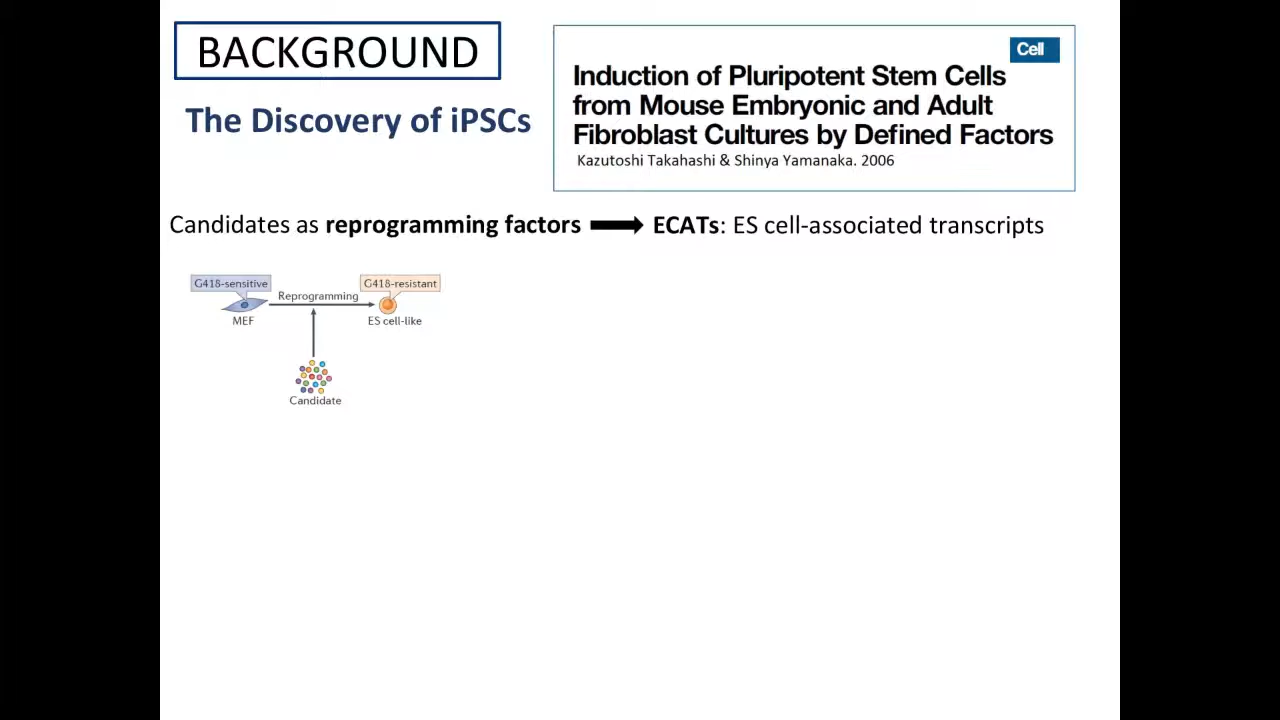 BACKGROUND
The Discovery of iPSCs
Cell
Induction of Pluripotent Stem Cells
from Mouse Embryonic and Adult
Fibroblast Cultures by Defined Factors
Kazutoshi Takahashi & Shinya Yamanaka. 2006
Candidates as reprogramming factors ECATs: ES cell-associated transcripts
G418-sensitive
G418-resistant
Reprogramming
MEF
ES cell-like
Candidate